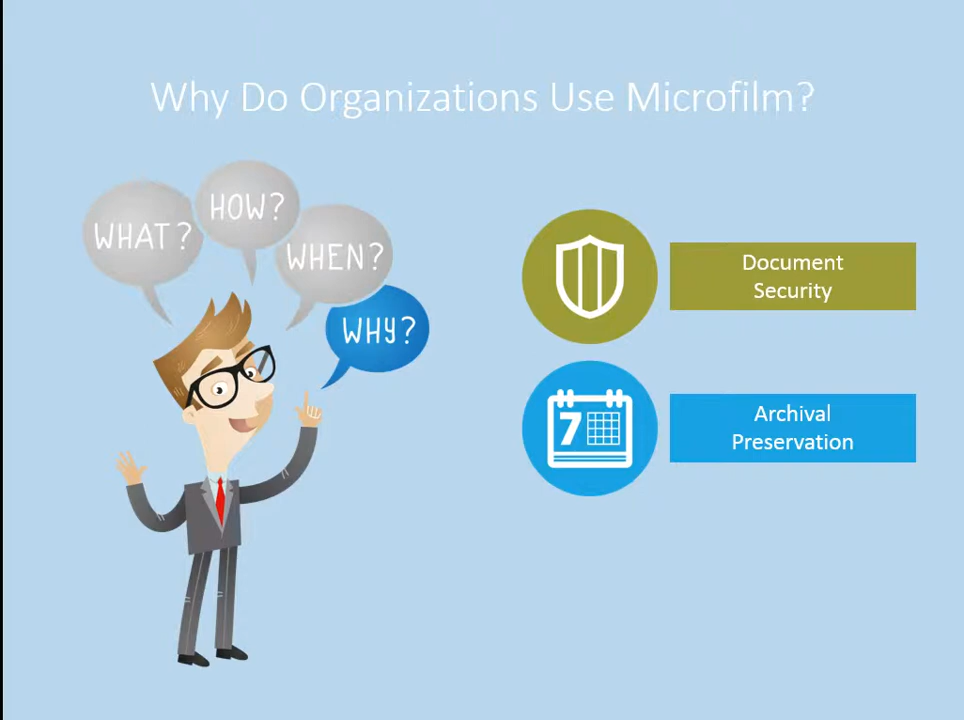 Why Do Organizations Use Microfilm?
WHAT?
HOW?
WHEN?
WHY?
Document
Security
7
Archival
Preservation